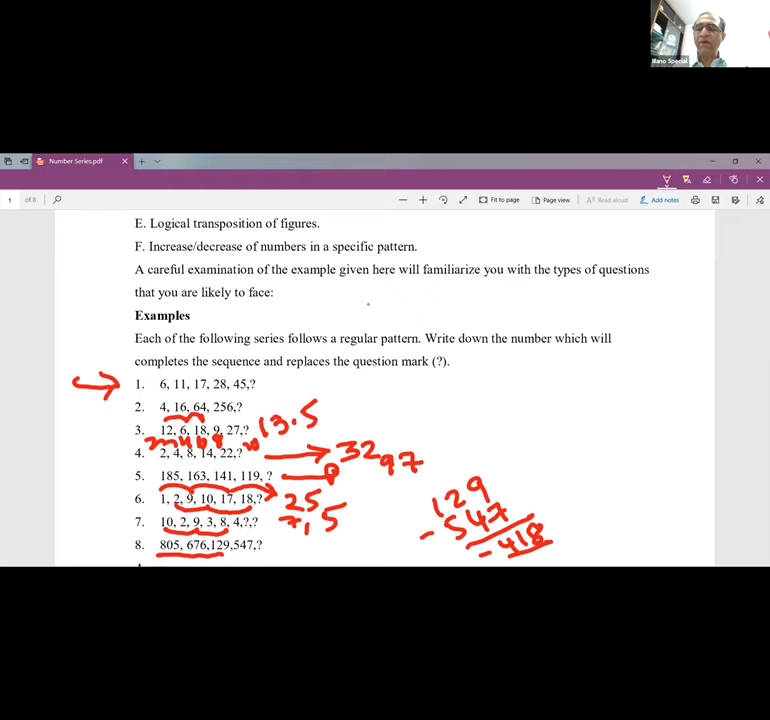 Mano Special
Number Series.pdf
1 of 8
Fit to page
Page view
Read aloud
Add notes
E. Logical transposition of figures.
F. Increase/decrease of numbers in a specific pattern.
A careful examination of the example given here will familiarize you with the types of questions
that you are likely to face:
Examples
Each of the following series follows a regular pattern. Write down the number which will
completes the sequence and replaces the question mark (?).
1. 6, 11, 17, 28, 45,?
2. 4, 16, 64, 256,?
3. 12, 6, 18, 9, 27,? 13.5
4. 2, 4, 8, 14, 22,? 32
5. 185, 163, 141, 119, ? 97
6. 1, 2, 9, 10, 17, 18,? 25
7. 10, 2, 9, 3, 8, 4,?,? 7, 5
8. 805, 676,129,547,?
129
- 547
- 418